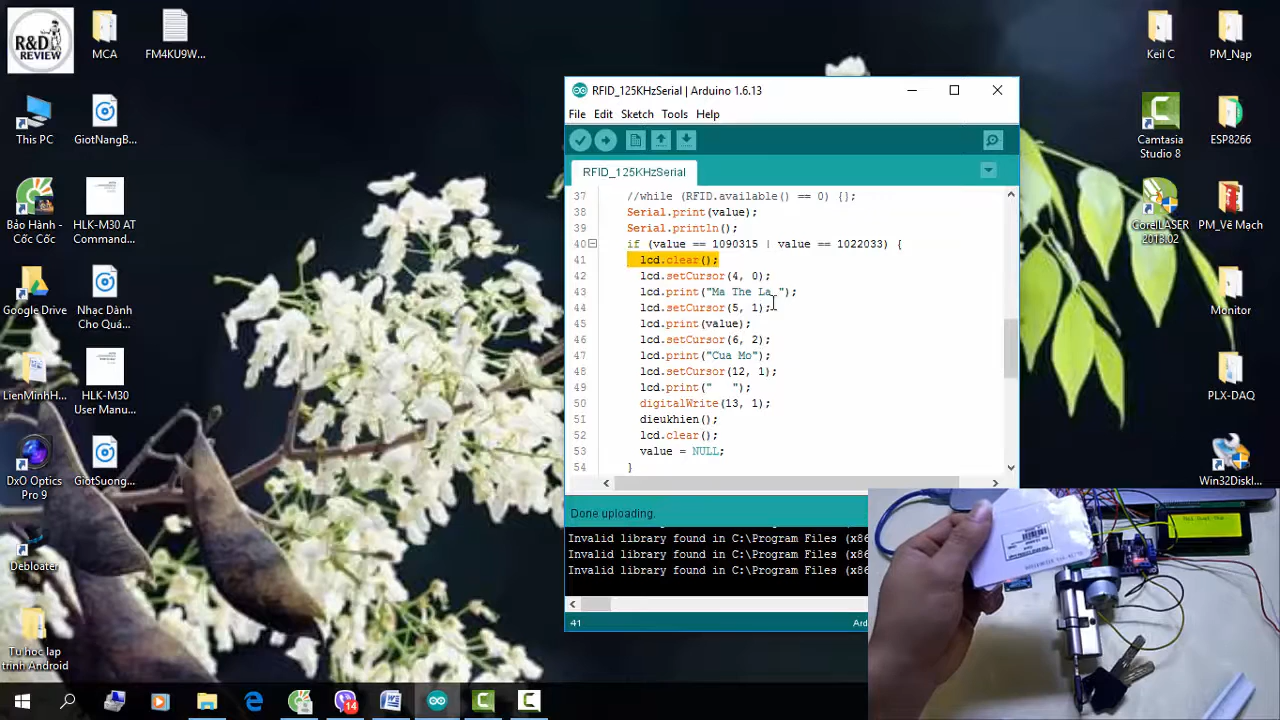 R&D
REVIEW
MCA
FM4KU9W...
This PC
GiotNangB...
Bảo Hành -
Cốc Cốc
HLK-M30 AT
Command...
Google Drive
Nhạc Dành
Cho Quá...
LienMinhH...
HLK-M30
User Manu...
DxO Optics
Pro 9
GiotSuong...
Debloater
Tu hoc lap
trinh Android
Keil C
PM_Nạp
Camtasia
Studio 8
ESP8266
CorelLASER
2013.02
PM_Vẽ Mạch
Monitor
PLX-DAQ
Win32Diskl...
RFID_125KHzSerial | Arduino 1.6.13
File Edit Sketch Tools Help
RFID_125KHzSerial
37 //while (RFID.available() == 0) {};
38 Serial.print(value);
39 Serial.println();
40 if (value == 1090315 | value == 1022033) {
41 lcd.clear();
42 lcd.setCursor(4, 0);
43 lcd.print("Ma The La ");
44 lcd.setCursor(5, 1);
45 lcd.print(value);
46 lcd.setCursor(6, 2);
47 lcd.print("Cua Mo");
48 lcd.setCursor(12, 1);
49 lcd.print("   ");
50 digitalWrite(13, 1);
51 dieukhien();
52 lcd.clear();
53 value = NULL;
54 }
Done uploading.
Invalid library found in C:\Program Files (x86
Invalid library found in C:\Program Files (x86
Invalid library found in C:\Program Files (x86
41
Ard
14